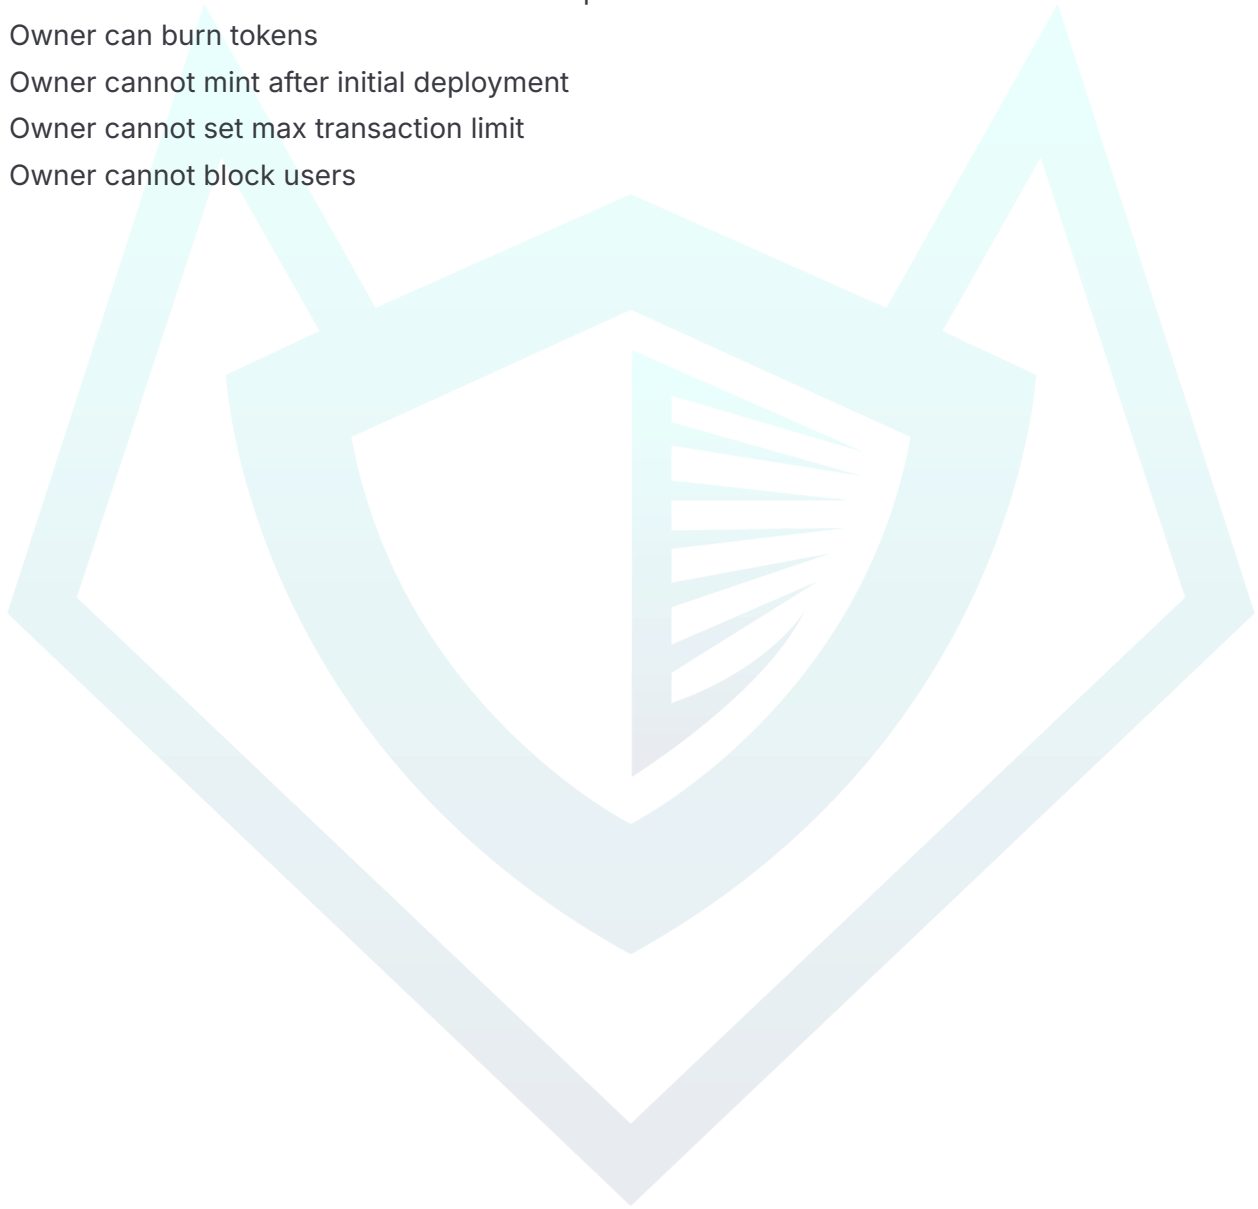 Owner can burn tokens
Owner cannot mint after initial deployment
Owner cannot set max transaction limit
Owner cannot block users